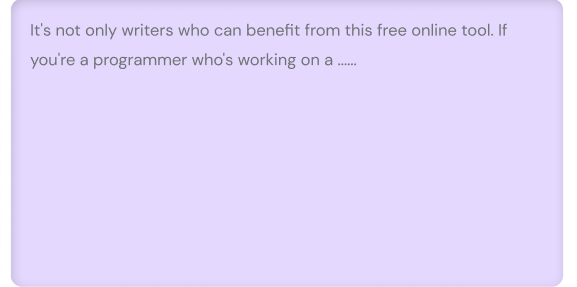 It's not only writers who can benefit from this free online tool. If
you're a programmer who's working on a ......